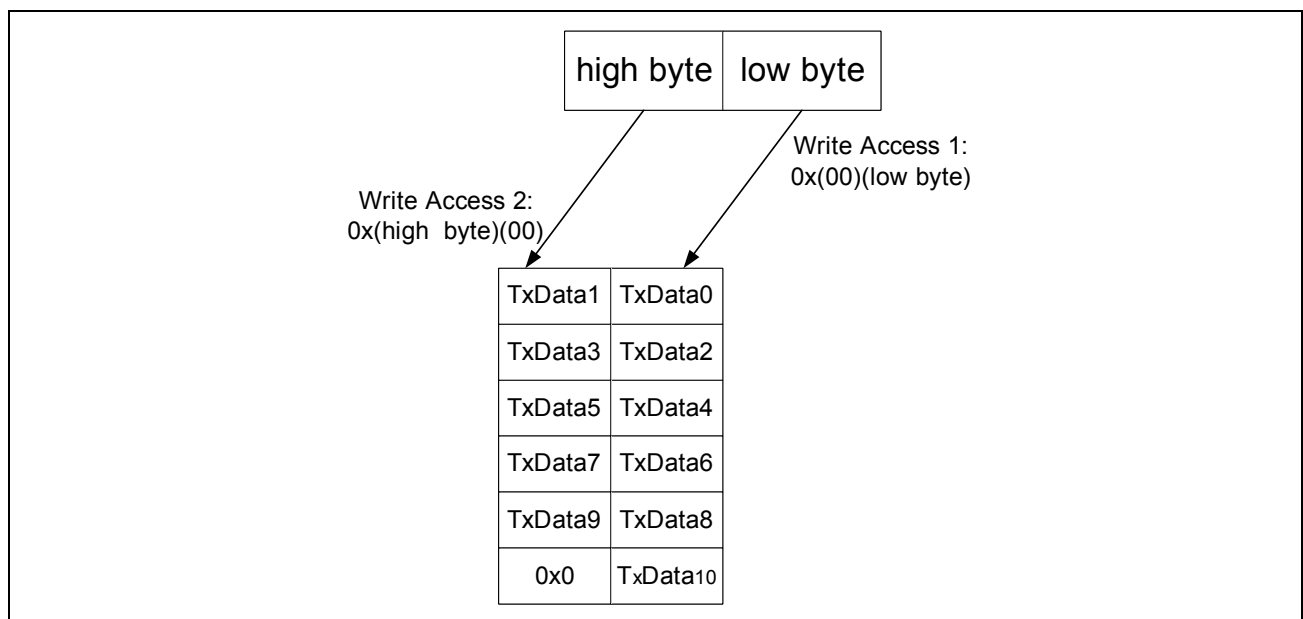 high byte low byte
Write Access 1:
0x(00)(low byte)
Write Access 2:
0x(high byte)(00)
TxData1 TxData0
TxData3 TxData2
TxData5 TxData4
TxData7 TxData6
TxData9 TxData8
0x0 TxData10